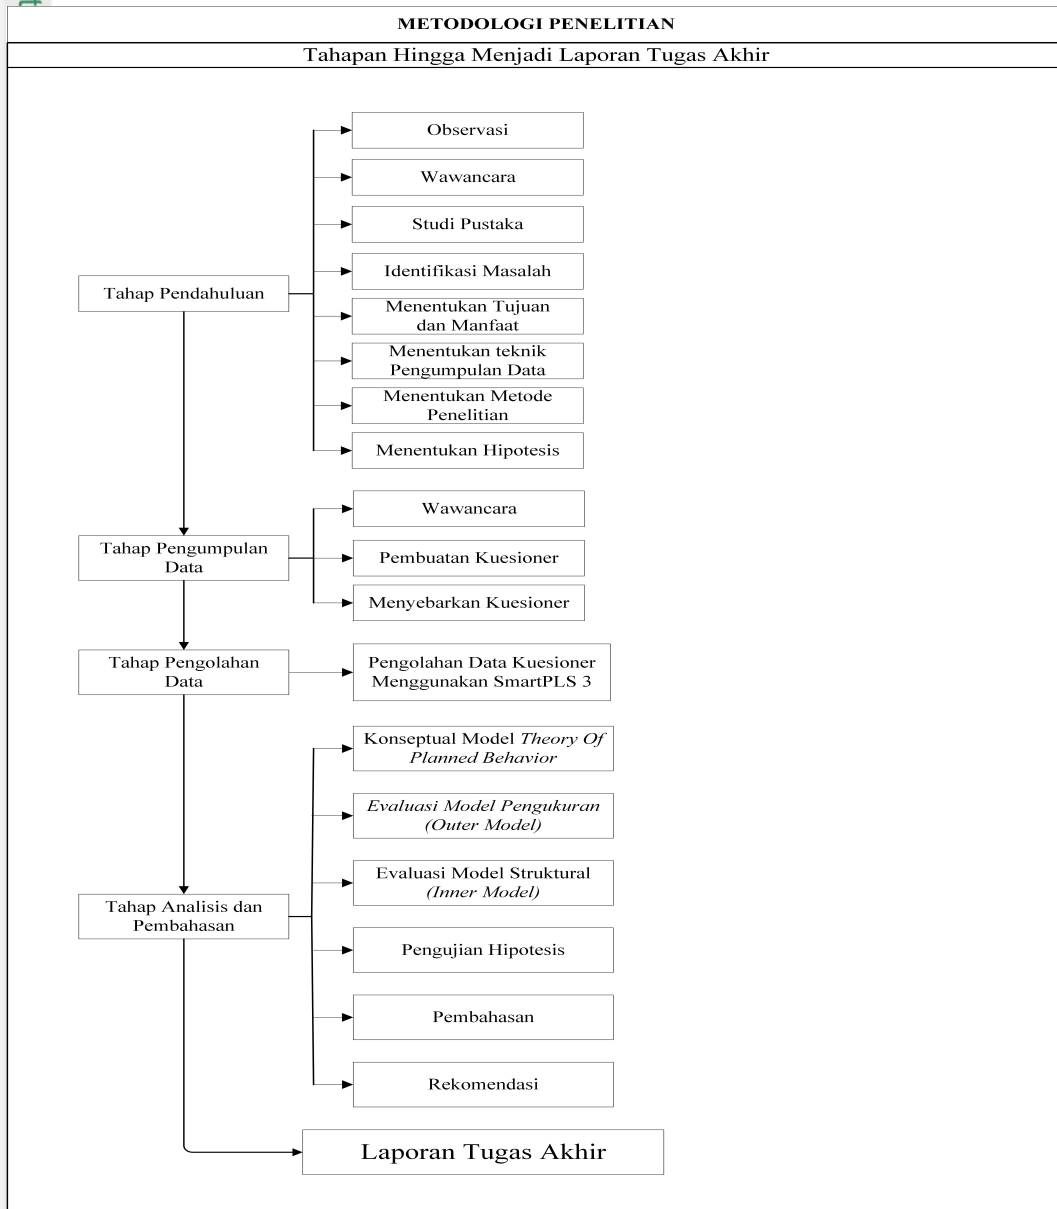 METODOLOGI PENELITIAN
Tahapan Hingga Menjadi Laporan Tugas Akhir
Tahap Pendahuluan
Observasi
Wawancara
Studi Pustaka
Identifikasi Masalah
Menentukan Tujuan
dan Manfaat
Menentukan teknik
Pengumpulan Data
Menentukan Metode
Penelitian
Menentukan Hipotesis
Tahap Pengumpulan
Data
Wawancara
Pembuatan Kuesioner
Menyebarkan Kuesioner
Tahap Pengolahan
Data
Pengolahan Data Kuesioner
Menggunakan SmartPLS 3
Tahap Analisis dan
Pembahasan
Konseptual Model Theory Of
Planned Behavior
Evaluasi Model Pengukuran
(Outer Model)
Evaluasi Model Struktural
(Inner Model)
Pengujian Hipotesis
Pembahasan
Rekomendasi
Laporan Tugas Akhir